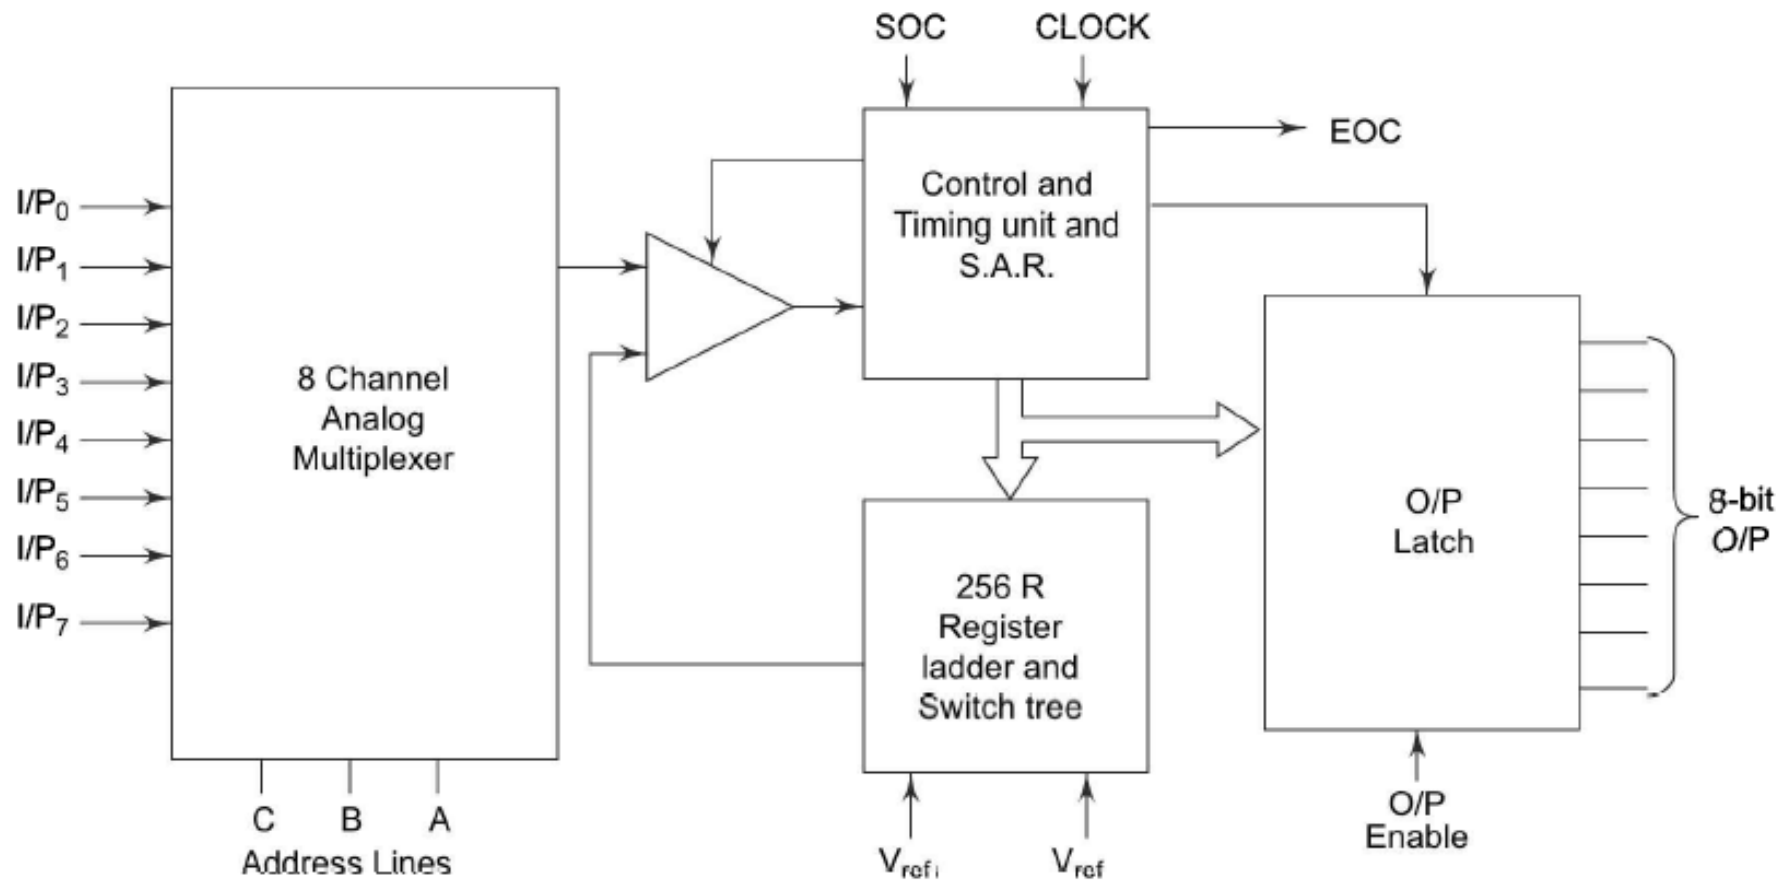 SOC
CLOCK
EOC
Control and
Timing unit and
S.A.R.
I/P0
I/P1
I/P2
I/P3
I/P4
I/P5
I/P6
I/P7
8 Channel
Analog
Multiplexer
O/P
Latch
8-bit
O/P
256 R
Register
ladder and
Switch tree
C B A
Address Lines
Vref
Vref
O/P
Enable